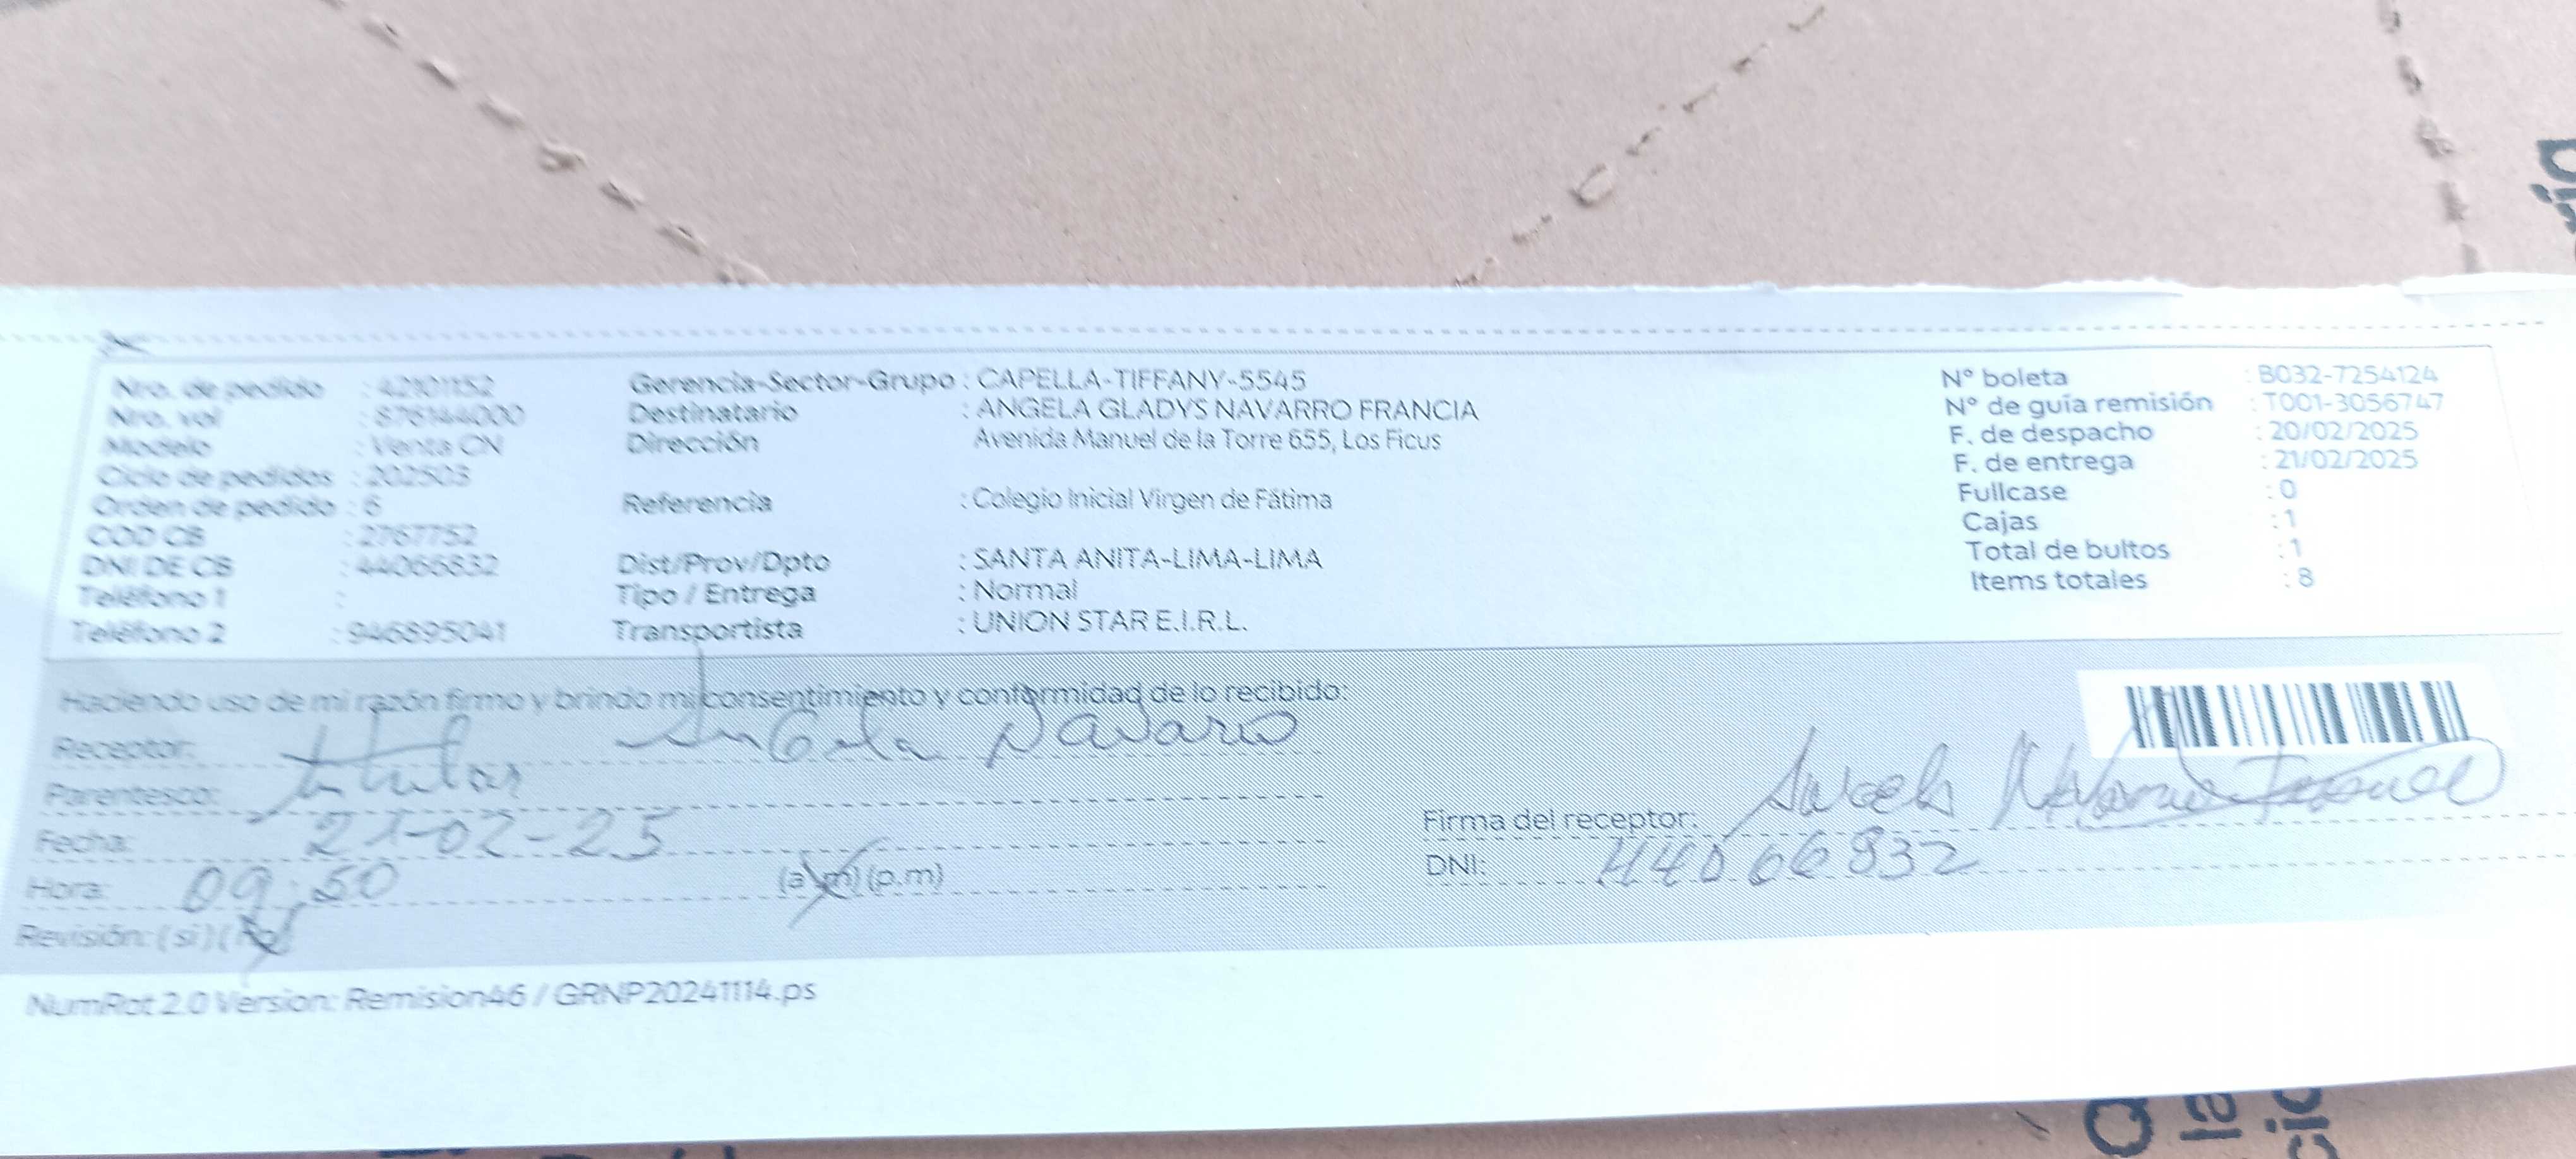 Nro. de pedido : 42101152
Nro. vol : 876144000
Modelo : Venta CN
Ciclo de pedidos : 202503
Orden de pedido : 6
COD CB : 2767752
DNI DE CB : 44066832
Teléfono 1 :
Teléfono 2 : 946895041
Gerencia-Sector-Grupo : CAPELLA-TIFFANY-5545
Destinatario : ANGELA GLADYS NAVARRO FRANCIA
Dirección Avenida Manuel de la Torre 655, Los Ficus
Referencia : Colegio Inicial Virgen de Fátima
Dist/Prov/Dpto : SANTA ANITA-LIMA-LIMA
Tipo / Entrega : Normal
Transportista : UNION STAR E.I.R.L.
N° boleta : B032-7254124
N° de guía remisión : T001-3056747
F. de despacho : 20/02/2025
F. de entrega : 21/02/2025
Fullcase : 0
Cajas : 1
Total de bultos : 1
Items totales : 8
Haciendo uso de mi razón firmo y brindo mi consentimiento y conformidad de lo recibido:
Receptor: Angela Navarro
Parentesco: titular
Fecha: 21-02-25
Hora: 09:50 (a.m) (p.m)
Revisión: (si) (no)
Firma del receptor: Angela Navarro
DNI: 44066832
NumRot 2.0 Version: Remision46 / GRNP20241114.ps